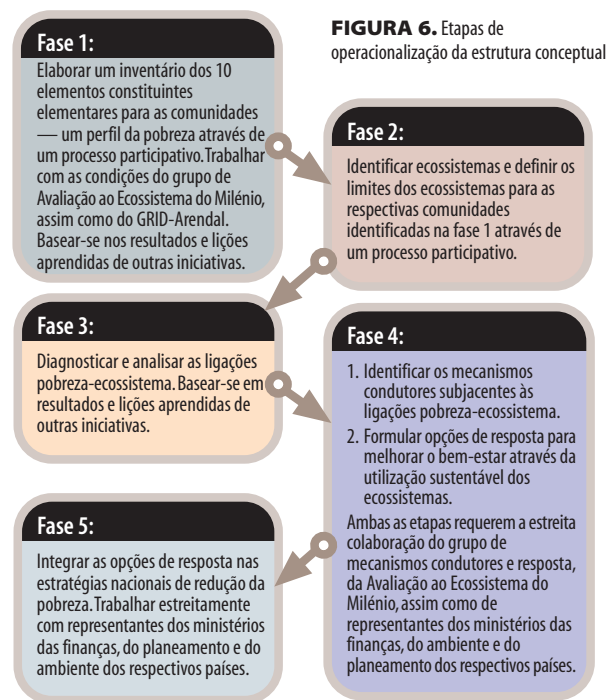 FIGURA 6. Etapas de
operacionalização da estrutura conceptual
Fase 1:
Elaborar um inventário dos 10
elementos constituintes
elementares para as comunidades
— um perfil da pobreza através de
um processo participativo. Trabalhar
com as condições do grupo de
Avaliação ao Ecossistema do Milénio,
assim como do GRID-Arendal.
Basear-se nos resultados e lições
aprendidas de outras iniciativas.
Fase 2:
Identificar ecossistemas e definir os
limites dos ecossistemas para as
respectivas comunidades
identificadas na fase 1 através de
um processo participativo.
Fase 3:
Diagnosticar e analisar as ligações
pobreza-ecossistema. Basear-se em
resultados e lições aprendidas de
outras iniciativas.
Fase 4:
1. Identificar os mecanismos
condutores subjacentes às
ligações pobreza-ecossistema.
2. Formular opções de resposta para
melhorar o bem-estar através da
utilização sustentável dos
ecossistemas.
Ambas as etapas requerem a estreita
colaboração do grupo de
mecanismos condutores e resposta,
da Avaliação ao Ecossistema do
Milénio, assim como de
representantes dos ministérios das
finanças, do ambiente e do
planeamento dos respectivos países.
Fase 5:
Integrar as opções de resposta nas
estratégias nacionais de redução da
pobreza. Trabalhar estreitamente
com representantes dos ministérios
das finanças, do planeamento e do
ambiente dos respectivos países.